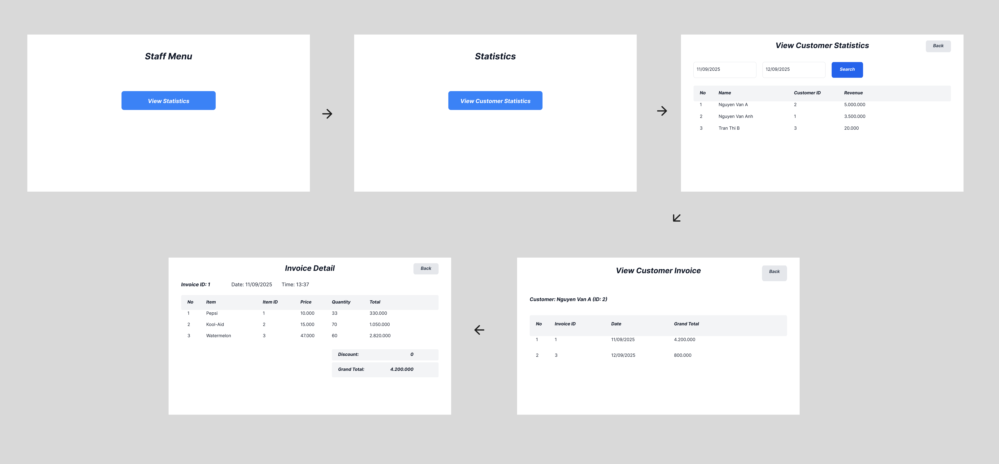 Staff Menu
View Statistics
Statistics
View Customer Statistics
View Customer Statistics
Back
11/09/2025
12/09/2025
Search
No Name Customer ID Revenue
1 Nguyen Van A 2 5.000.000
2 Nguyen Van Anh 1 3.500.000
3 Tran Thi B 3 20.000
Invoice Detail
Back
Invoice ID: 1 Date: 11/09/2025 Time: 13:37
No Item Item ID Price Quantity Total
1 Pepsi 1 10.000 33 330.000
2 Kool-Aid 2 15.000 70 1.050.000
3 Watermelon 3 47.000 60 2.820.000
Discount: 0
Grand Total: 4.200.000
View Customer Invoice
Back
Customer: Nguyen Van A (ID: 2)
No Invoice ID Date Grand Total
1 1 11/09/2025 4.200.000
2 3 12/09/2025 800.000